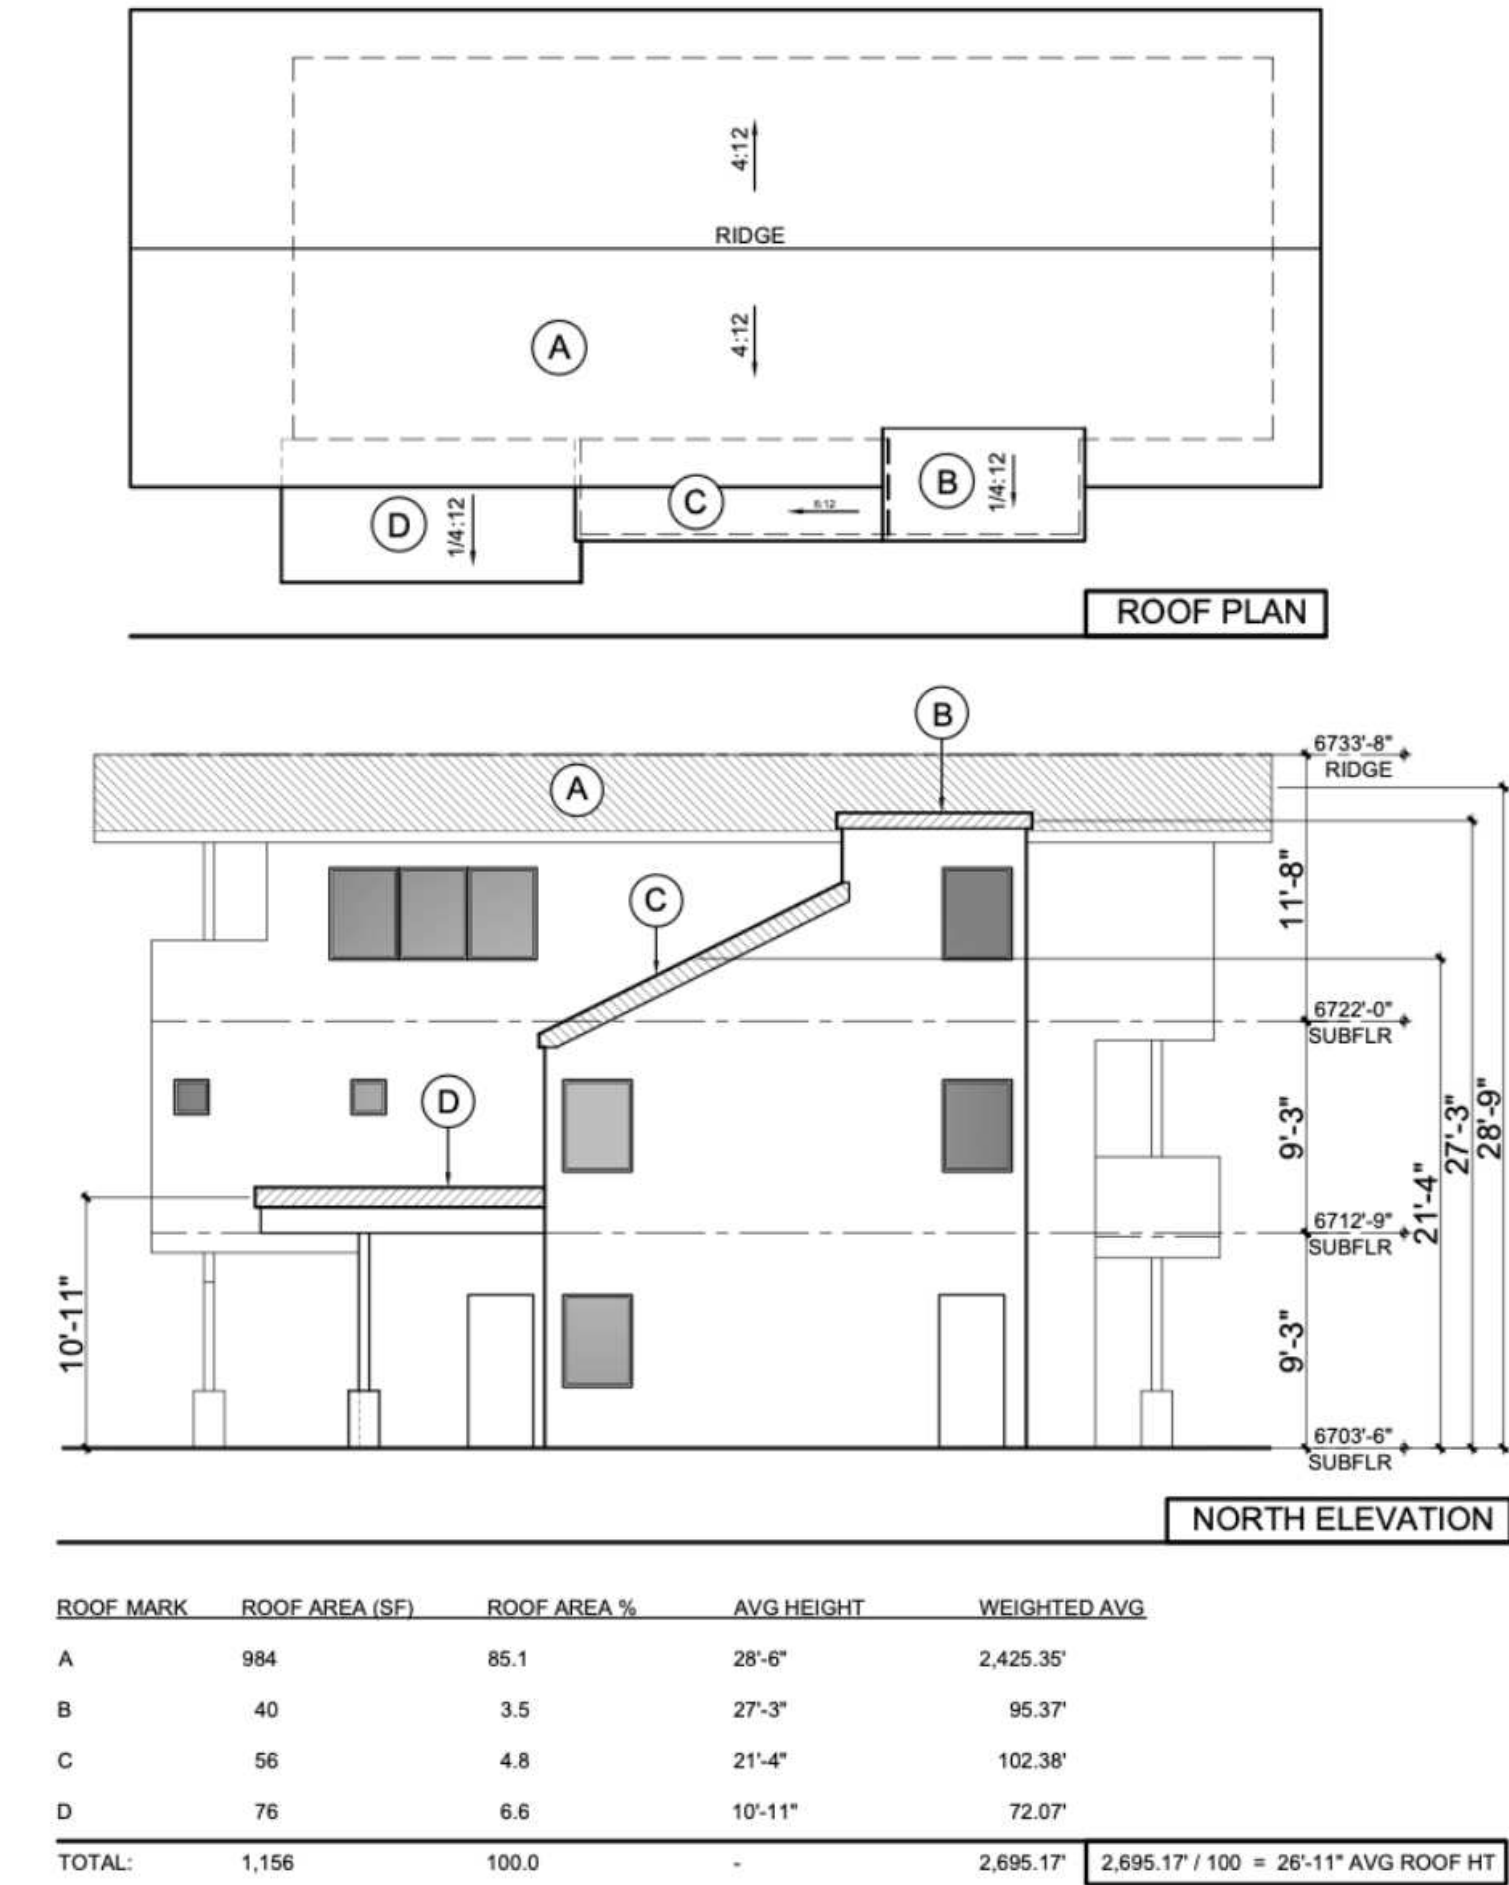 4:12
RIDGE
4:12
A
B
1/4:12
C
6:12
D
1/4:12
ROOF PLAN
B
6733'-8"
RIDGE
A
11'-8"
C
6722'-0"
SUBFLR
D
9'-3"
27'-3"
28'-9"
21'-4"
6712'-9"
SUBFLR
10'-11"
9'-3"
6703'-6"
SUBFLR
NORTH ELEVATION
ROOF MARK ROOF AREA (SF) ROOF AREA % AVG HEIGHT WEIGHTED AVG
A 984 85.1 28'-6" 2,425.35'
B 40 3.5 27'-3" 95.37'
C 56 4.8 21'-4" 102.38'
D 76 6.6 10'-11" 72.07'
TOTAL: 1,156 100.0 - 2,695.17' 2,695.17' / 100 = 26'-11" AVG ROOF HT